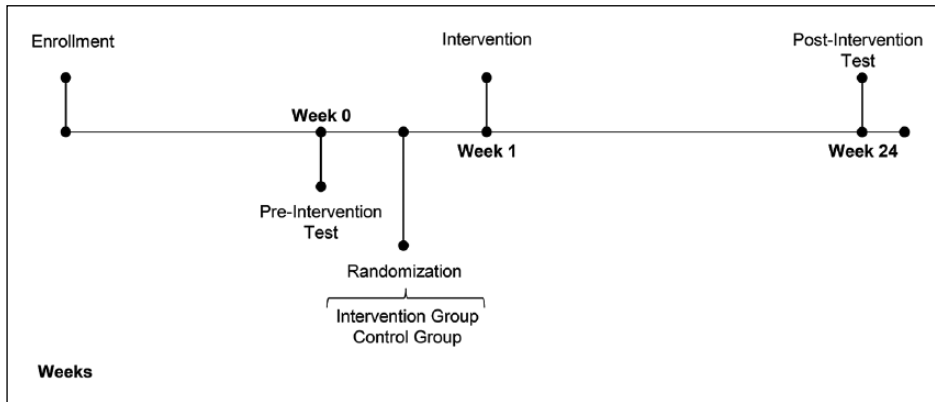 Enrollment
Intervention
Post-Intervention
Test
Week 0
Week 1
Week 24
Pre-Intervention
Test
Randomization
Intervention Group
Control Group
Weeks